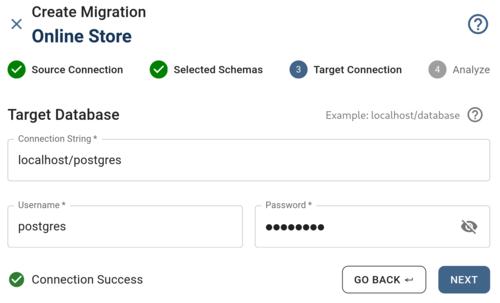 Create Migration
Online Store
Source Connection
Selected Schemas
3 Target Connection
4 Analyze
Target Database
Example: localhost/database
Connection String *
localhost/postgres
Username *
postgres
Password *
●●●●●●●●
Connection Success
GO BACK
NEXT